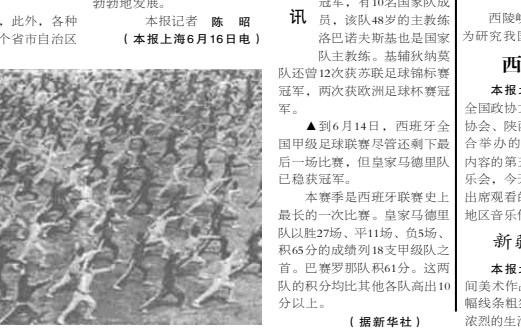 勃勃地发展。
，此外，各种
本报记者 陈 昭
个省市自治区
（本报上海6月16日电）
讯
冠军，有10名国家队成
员，该队48岁的主教练
洛巴诺夫斯基也是国家
队主教练。基辅狄纳莫
队还曾12次获苏联足球锦标赛
冠军，两次获欧洲足球杯赛冠
军。
▲到6月14日，西班牙全
国甲级足球联赛尽管还剩下最
后一场比赛，但皇家马德里队
已稳获冠军。
本赛季是西班牙联赛史上
最长的一次比赛。皇家马德里
队以胜27场、平11场、负5场、
积65分的成绩列18支甲级队之
首。巴赛罗那队积61分。这两
队的积分均比其他各队高出10
分以上。
（据新华社）
西陵
为研究我国
西
本报
全国政协
协会、陕
合举办的
内容的第
乐会，今
出席观看的
地区音乐
新疆
本报
间美术作品
幅线条粗
浓烈的生